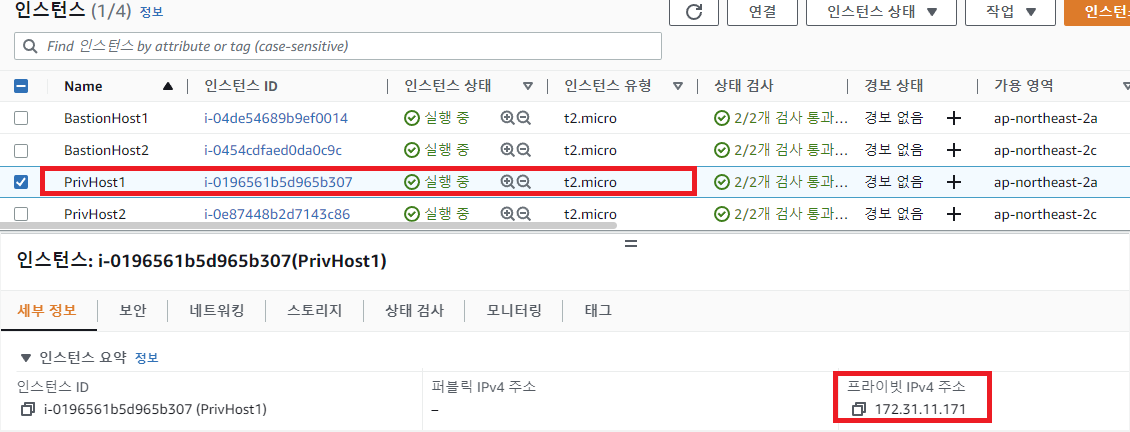 인스턴스 (1/4) 정보 연결 인스턴스 상태 ▼ 작업 ▼
Find 인스턴스 by attribute or tag (case-sensitive)
Name ▲ 인스턴스 ID 인스턴스 상태 ▽ 인스턴스 유형 ▽ 상태 검사 경보 상태 가용 영역 ▽
BastionHost1 i-04de54689b9ef0014 실행 중 t2.micro 2/2개 검사 통과... 경보 없음 + ap-northeast-2a
BastionHost2 i-0454cdfaed0da0c9c 실행 중 t2.micro 2/2개 검사 통과... 경보 없음 + ap-northeast-2c
PrivHost1 i-0196561b5d965b307 실행 중 t2.micro 2/2개 검사 통과... 경보 없음 + ap-northeast-2a
PrivHost2 i-0e87448b2d7143c86 실행 중 t2.micro 2/2개 검사 통과... 경보 없음 + ap-northeast-2c
인스턴스: i-0196561b5d965b307(PrivHost1)
세부 정보 보안 네트워킹 스토리지 상태 검사 모니터링 태그
▼ 인스턴스 요약 정보
인스턴스 ID 퍼블릭 IPv4 주소 프라이빗 IPv4 주소
i-0196561b5d965b307 (PrivHost1) – 172.31.11.171